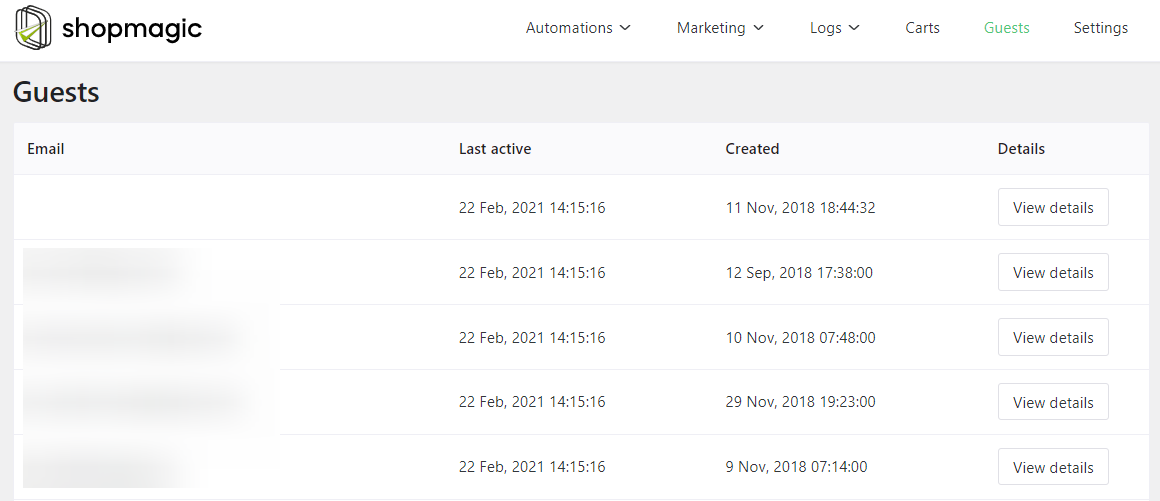 shopmagic Automations Marketing Logs Carts Guests Settings
Guests
Email Last active Created Details
22 Feb, 2021 14:15:16 11 Nov, 2018 18:44:32 View details
22 Feb, 2021 14:15:16 12 Sep, 2018 17:38:00 View details
22 Feb, 2021 14:15:16 10 Nov, 2018 07:48:00 View details
22 Feb, 2021 14:15:16 29 Nov, 2018 19:23:00 View details
22 Feb, 2021 14:15:16 9 Nov, 2018 07:14:00 View details